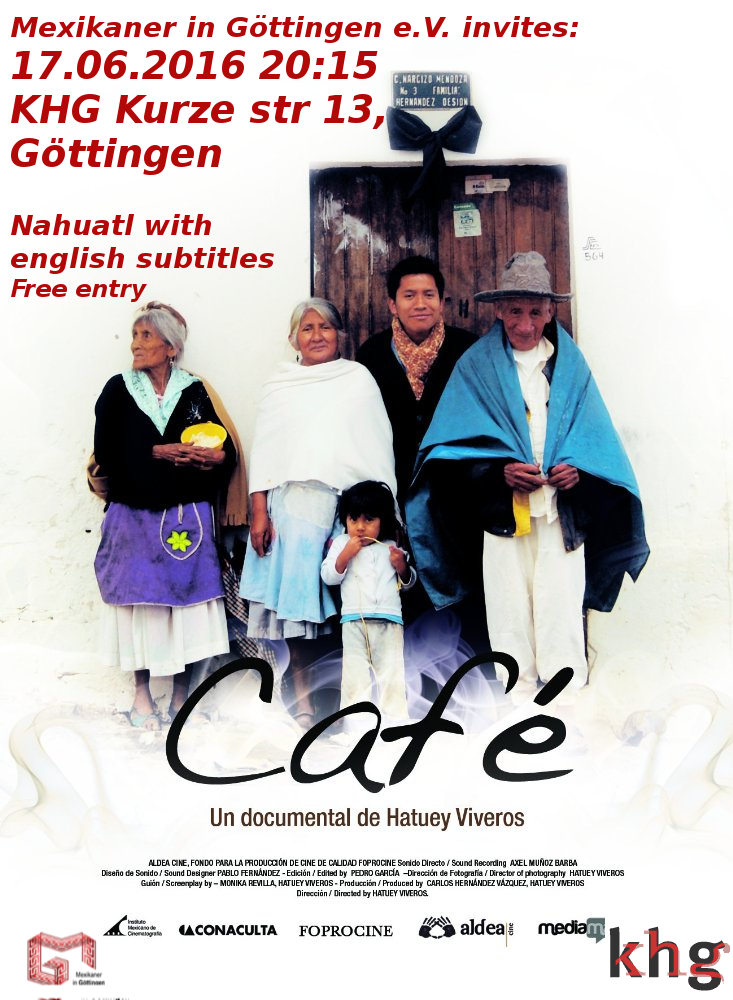 Mexikaner in Göttingen e.V. invites:
17.06.2016 20:15
KHG Kurze str 13,
Göttingen
C. NARCIZO MENDOZA
No 3 FAMILIA:
HERNANDEZ DESION
Nahuatl with
english subtitles
Free entry
564
Café
Un documental de Hatuey Viveros
ALDEA CINE, FONDO PARA LA PRODUCCIÓN DE CINE DE CALIDAD FOPROCINE Sonido Directo / Sound Recording AXEL MUÑOZ BARBA
Diseño de Sonido / Sound Designer PABLO FERNÁNDEZ - Edición / Edited by PEDRO GARCÍA –Dirección de Fotografía / Director of photography HATUEY VIVEROS
Guión / Screenplay by – MONIKA REVILLA, HATUEY VIVEROS - Producción / Produced by CARLOS HERNÁNDEZ VÁZQUEZ, HATUEY VIVEROS
Dirección / Directed by HATUEY VIVEROS.
Instituto
Mexicano de
Cinematografía
CONACULTA
FOPROCINE
aldea cine
media m
khg
Mexikaner
in Göttingen